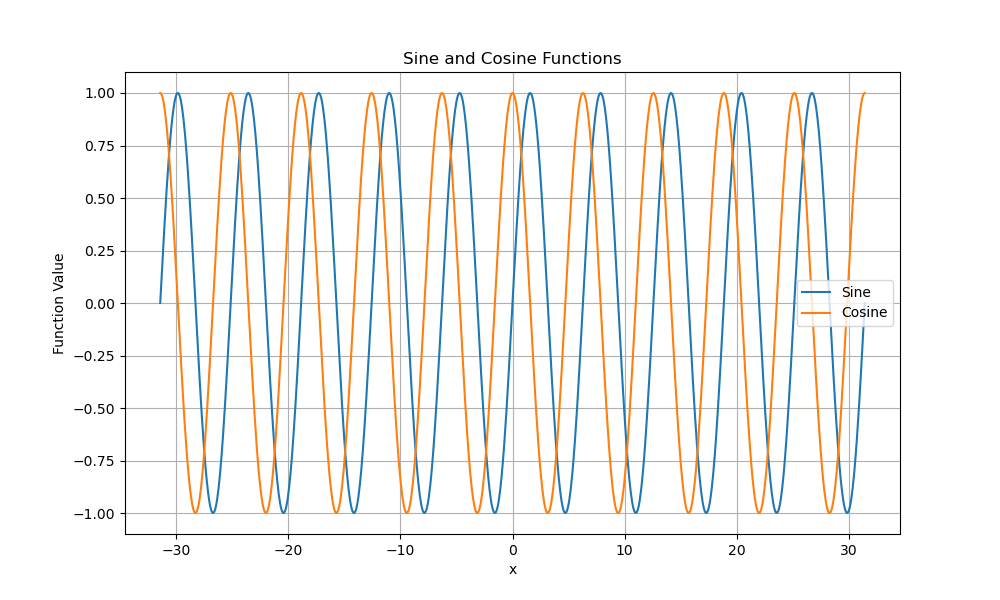 Sine and Cosine Functions
1.00
0.75
0.50
0.25
0.00
−0.25
−0.50
−0.75
−1.00
Function Value
Sine
Cosine
−30 −20 −10 0 10 20 30
x